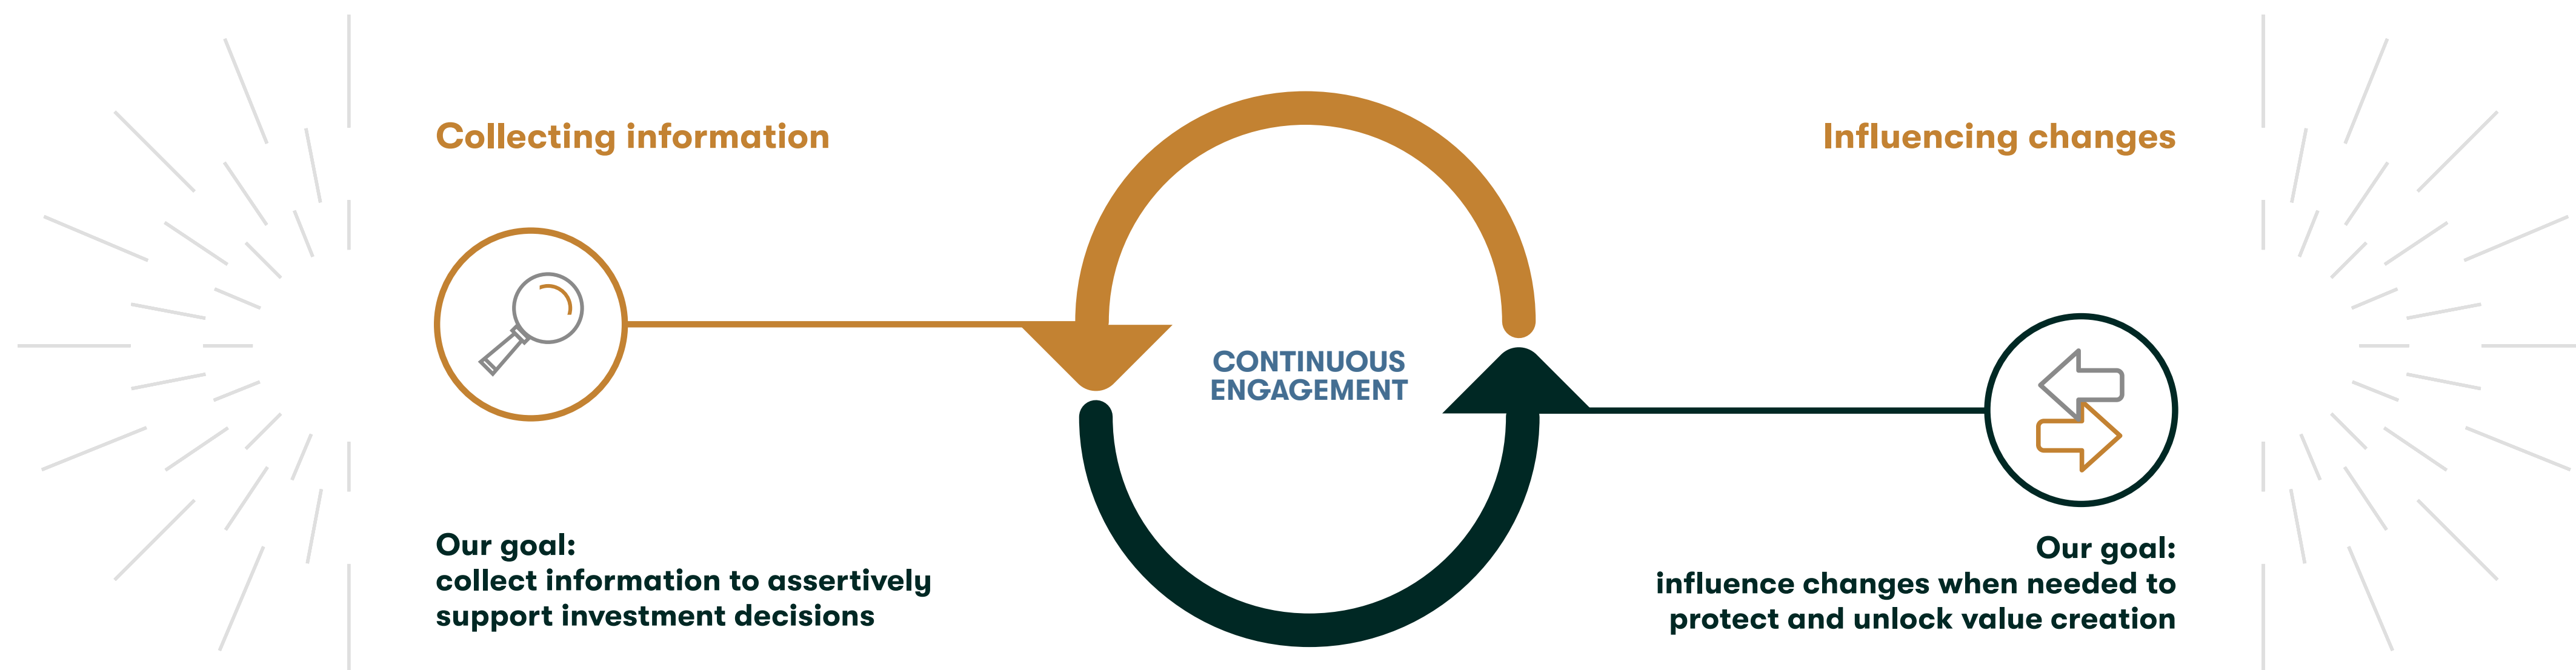 Collecting information
Our goal:
collect information to assertively
support investment decisions
CONTINUOUS
ENGAGEMENT
Influencing changes
Our goal:
influence changes when needed to
protect and unlock value creation